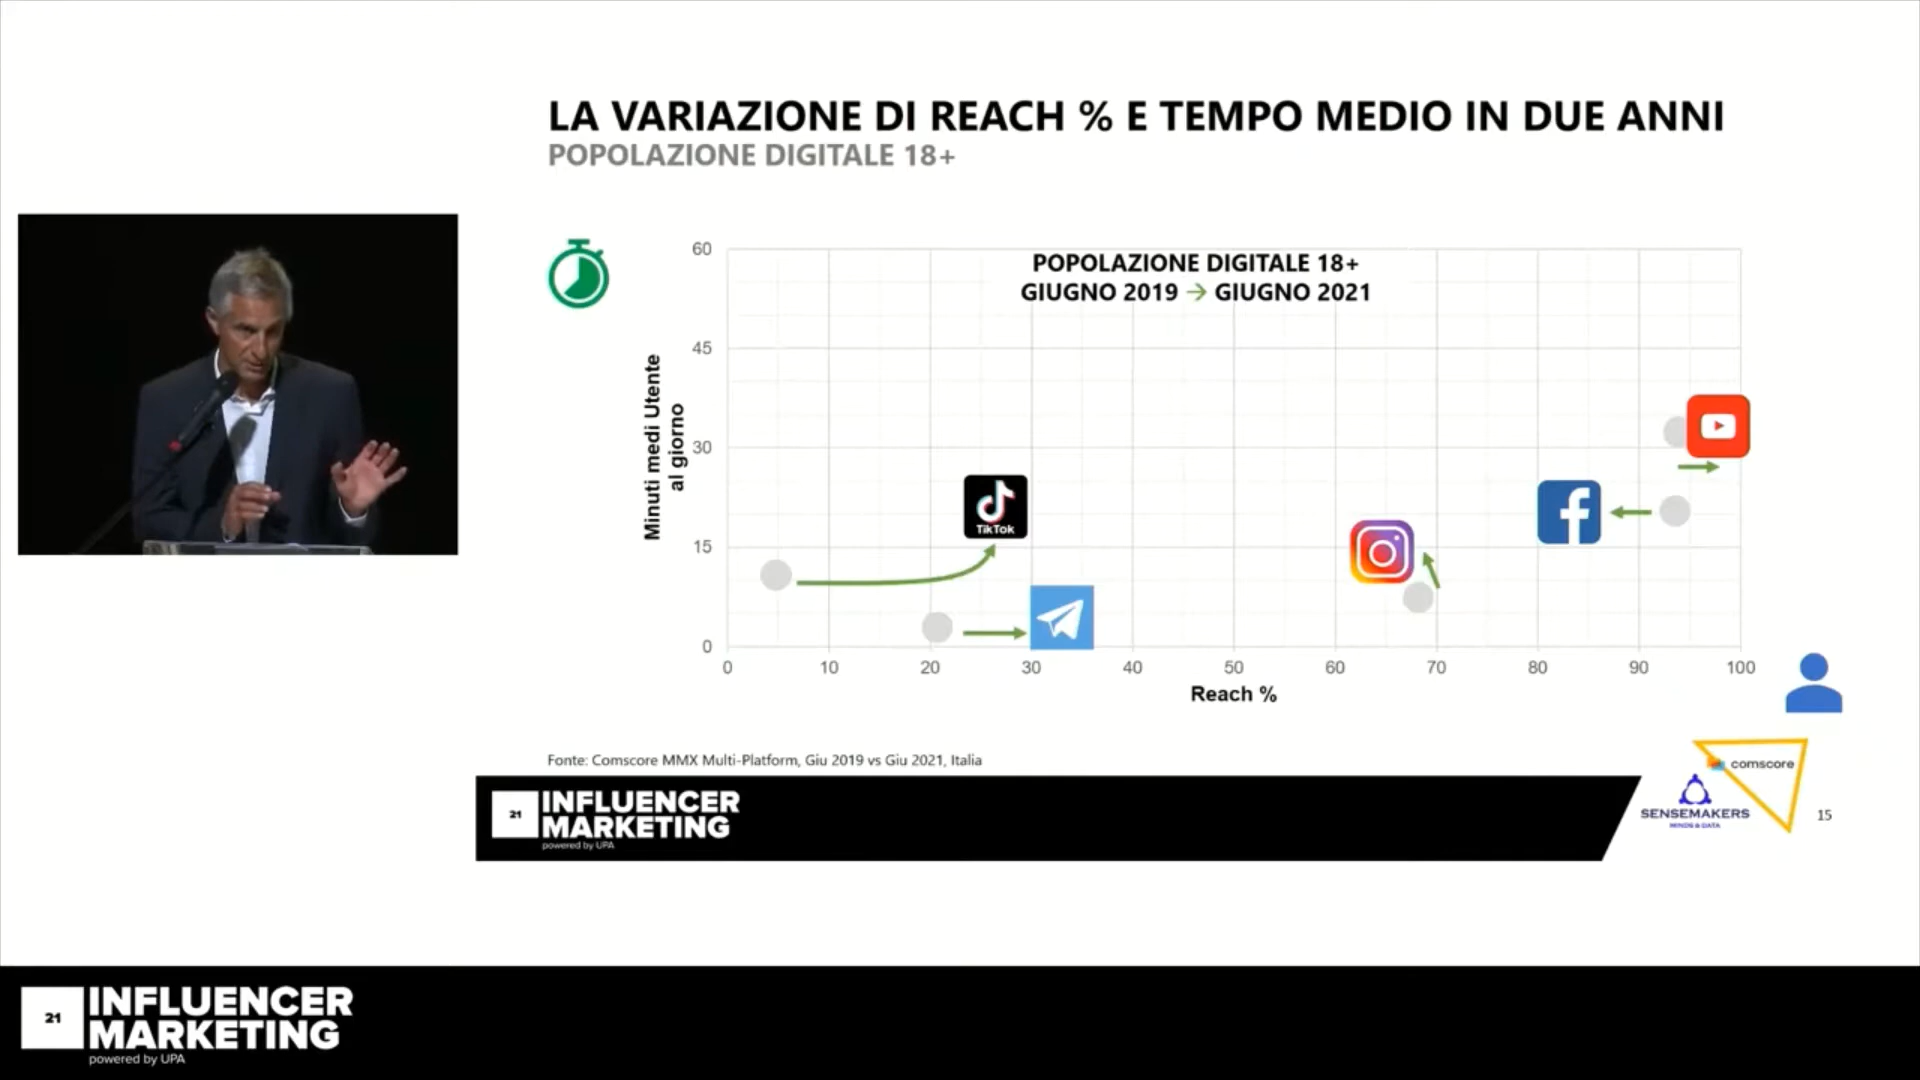 LA VARIAZIONE DI REACH % E TEMPO MEDIO IN DUE ANNI
POPOLAZIONE DIGITALE 18+
POPOLAZIONE DIGITALE 18+
GIUGNO 2019 → GIUGNO 2021
Minuti medi Utente
al giorno
60
45
30
15
0
TikTok
0 10 20 30 40 50 60 70 80 90 100
Reach %
Fonte: Comscore MMX Multi-Platform, Giu 2019 vs Giu 2021, Italia
21
INFLUENCER
MARKETING
powered by UPA
comscore
SENSEMAKERS
MINDS & DATA
15
21
INFLUENCER
MARKETING
powered by UPA